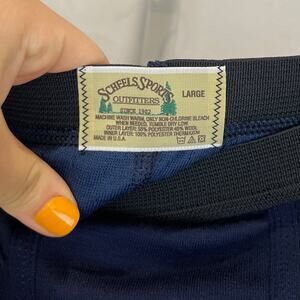 SCHEELS SPORTS
OUTFITTERS
SINCE 1902
LARGE
MACHINE WASH WARM, ONLY NON-CHLORINE BLEACH
WHEN NEEDED, TUMBLE DRY LOW.
OUTER LAYER: 55% POLYESTER 45% WOOL
INNER LAYER: 100% POLYESTER THERMAX
MADE IN U.S.A.